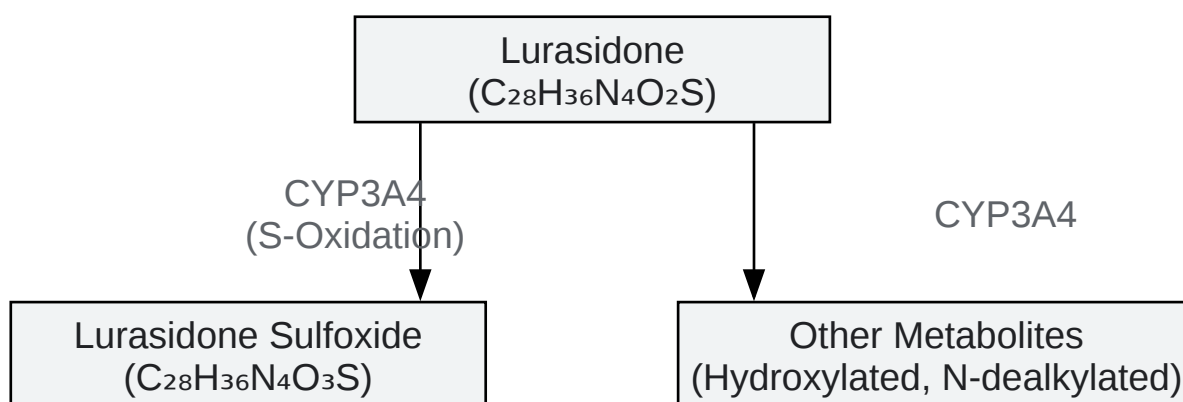 Lurasidone
(C₂₈H₃₆N₄O₂S)
CYP3A4
(S-Oxidation)
CYP3A4
Lurasidone Sulfoxide
(C₂₈H₃₆N₄O₃S)
Other Metabolites
(Hydroxylated, N-dealkylated)